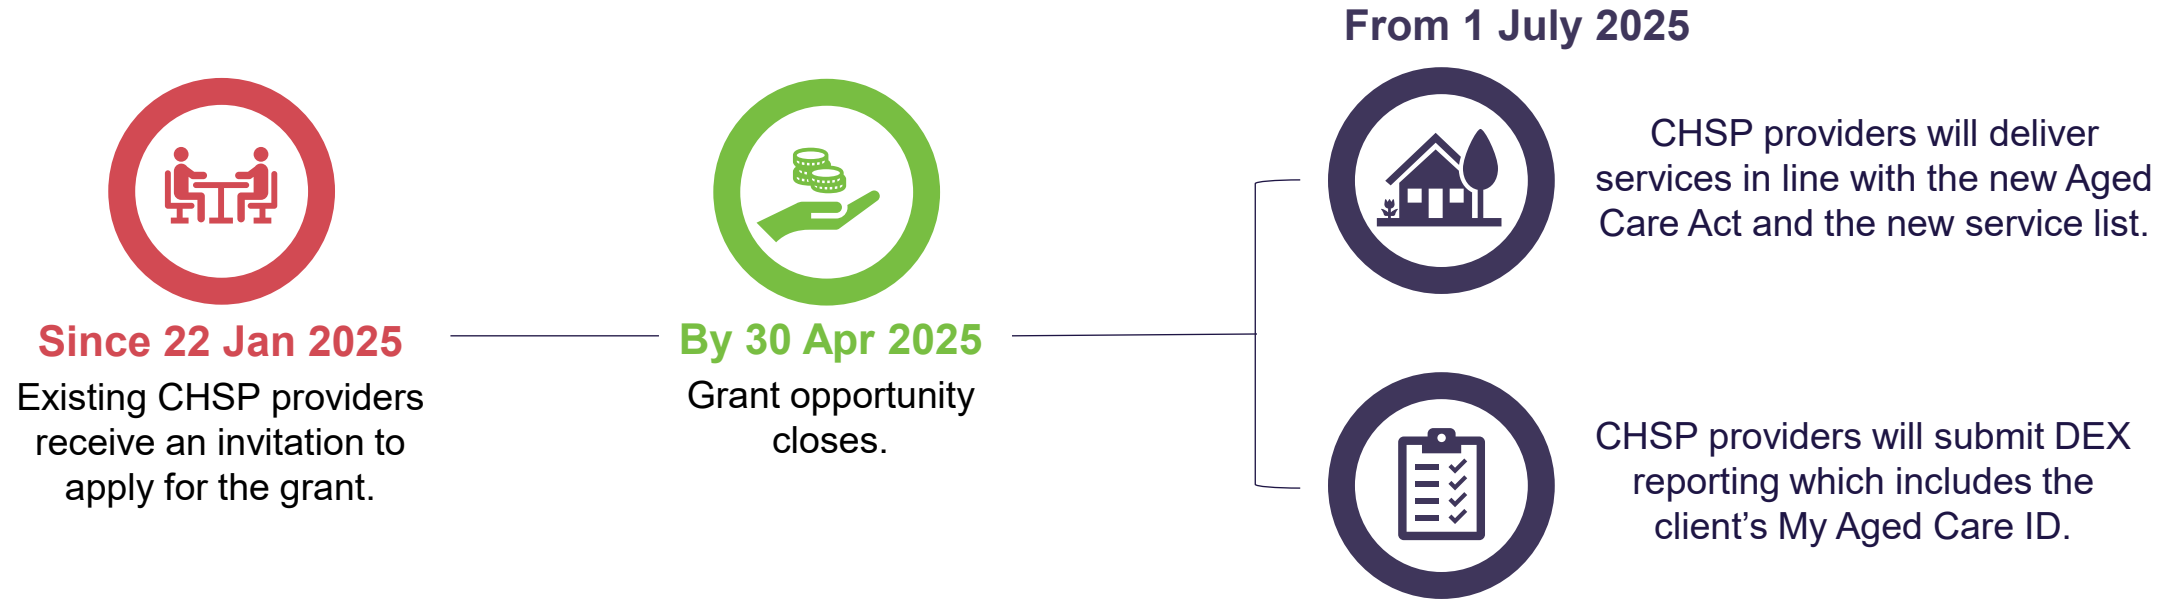 Since 22 Jan 2025
Existing CHSP providers
receive an invitation to
apply for the grant.
By 30 Apr 2025
Grant opportunity
closes.
From 1 July 2025
CHSP providers will deliver
services in line with the new Aged
Care Act and the new service list.
CHSP providers will submit DEX
reporting which includes the
client’s My Aged Care ID.